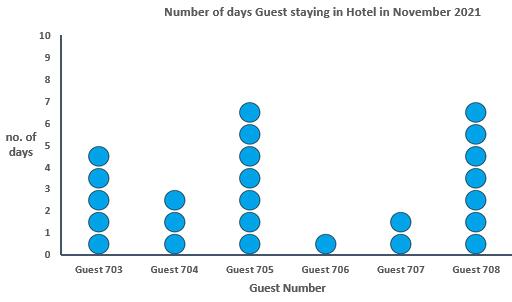 Number of days Guest staying in Hotel in November 2021
10
9
8
7
6
5
4
3
2
1
0
no. of
days
Guest 703 Guest 704 Guest 705 Guest 706 Guest 707 Guest 708
Guest Number